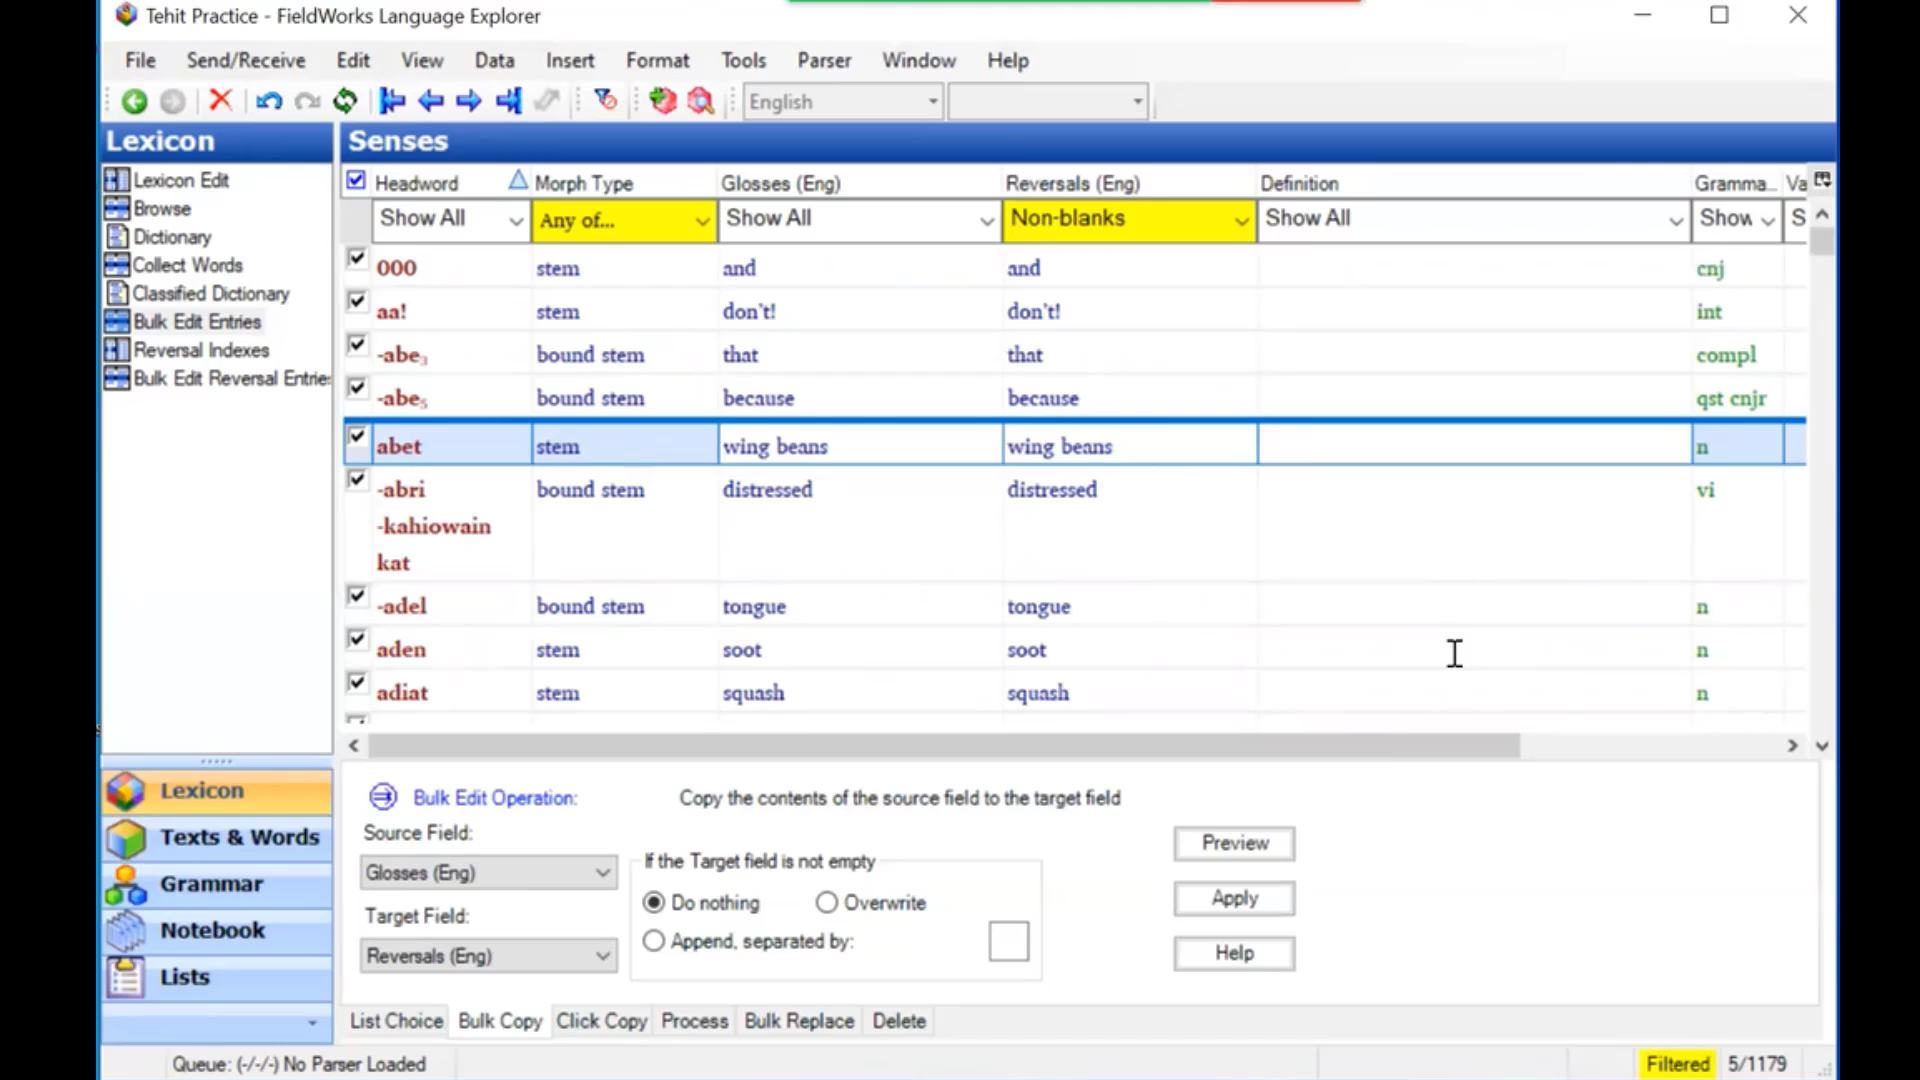 Tehit Practice - FieldWorks Language Explorer
File Send/Receive Edit View Data Insert Format Tools Parser Window Help
English
Lexicon
Lexicon Edit
Browse
Dictionary
Collect Words
Classified Dictionary
Bulk Edit Entries
Reversal Indexes
Bulk Edit Reversal Entries
Senses
Headword Morph Type Glosses (Eng) Reversals (Eng) Definition Gramma... Va
Show All Any of... Show All Non-blanks Show All Show S
000 stem and and cnj
aa! stem don't! don't! int
-abe₃ bound stem that that compl
-abe₅ bound stem because because qst cnjr
abet stem wing beans wing beans n
-abri bound stem distressed distressed vi
-kahiowain
kat
-adel bound stem tongue tongue n
aden stem soot soot n
adiat stem squash squash n
Lexicon
Texts & Words
Grammar
Notebook
Lists
Bulk Edit Operation: Copy the contents of the source field to the target field
Source Field:
Glosses (Eng)
Target Field:
Reversals (Eng)
If the Target field is not empty
Do nothing Overwrite
Append, separated by:
Preview
Apply
Help
List Choice Bulk Copy Click Copy Process Bulk Replace Delete
Queue: (-/-/-) No Parser Loaded Filtered 5/1179